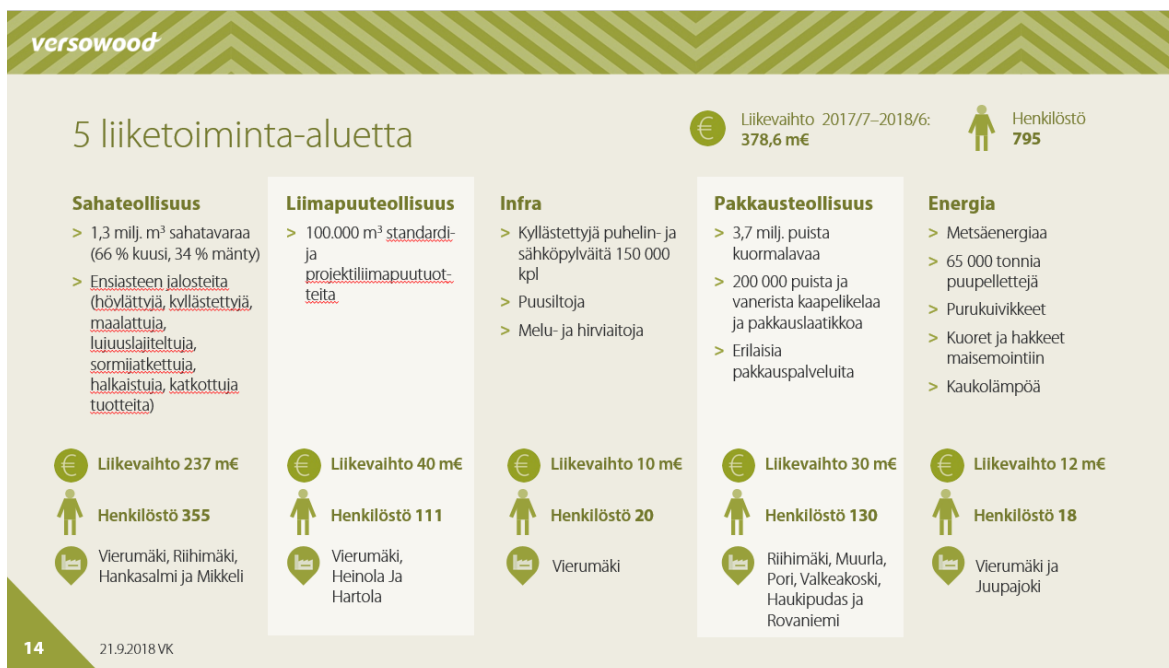 versowood
5 liiketoiminta-aluetta
Liikevaihto 2017/7–2018/6:
378,6 m€
Henkilöstö
795
Sahateollisuus
> 1,3 milj. m³ sahatavaraa
(66 % kuusi, 34 % mänty)
> Ensiasteen jalosteita
(hövlättyjä, kyllästettyjä,
maalattuja,
lujuuslajiteltuja,
sormijatkettuja,
halkaistuja, katkottuja
tuotteita)
€ Liikevaihto 237 m€
Henkilöstö 355
Vierumäki, Riihimäki,
Hankasalmi ja Mikkeli
Liimapuuteollisuus
> 100.000 m³ standardi-
ja
projektiliimapuutuot-
teita
€ Liikevaihto 40 m€
Henkilöstö 111
Vierumäki,
Heinola Ja
Hartola
Infra
> Kyllästettyjä puhelin- ja
sähköpylväitä 150 000
kpl
> Puusiltoja
> Melu- ja hirviaitoja
€ Liikevaihto 10 m€
Henkilöstö 20
Vierumäki
Pakkausteollisuus
> 3,7 milj. puista
kuormalavaa
> 200 000 puista ja
vanerista kaapelikelaa
ja pakkauslaatikkoa
> Erilaisia
pakkauspalveluita
€ Liikevaihto 30 m€
Henkilöstö 130
Riihimäki, Muurla,
Pori, Valkeakoski,
Haukipudas ja
Rovaniemi
Energia
> Metsäenergiaa
> 65 000 tonnia
puupellettejä
> Purukuivikkeet
> Kuoret ja hakkeet
maisemointiin
> Kaukolämpöä
€ Liikevaihto 12 m€
Henkilöstö 18
Vierumäki ja
Juupajoki
14
21.9.2018 VK